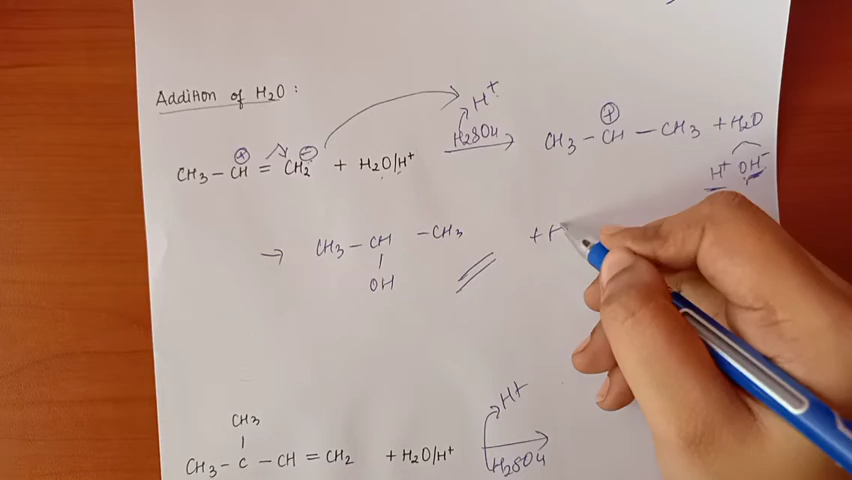 Addition of H2O :
H+
CH3 - CH = CH2 + H2O/H+ H2SO4 CH3 - CH - CH3 + H2O
+ -
+
H+ OH-
→ CH3 - CH - CH3 + H
OH
CH3
H+
CH3 - C - CH = CH2 + H2O/H+ H2SO4